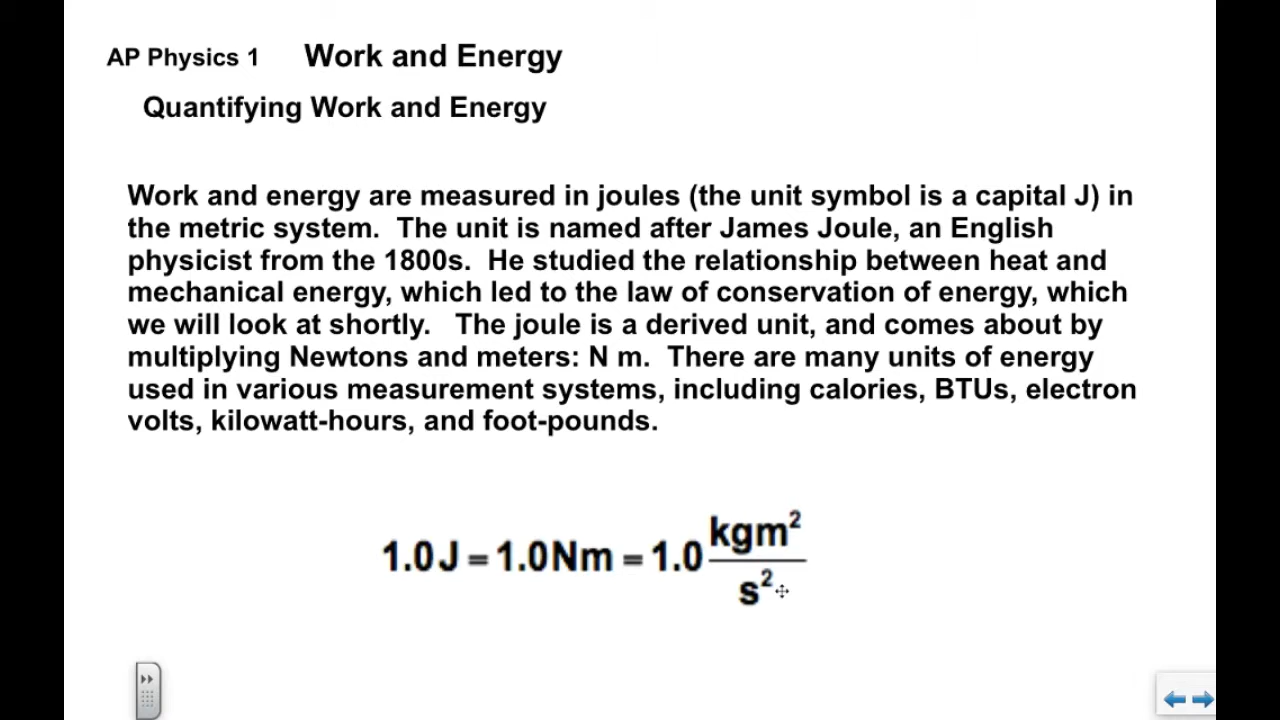 AP Physics 1 Work and Energy
Quantifying Work and Energy
Work and energy are measured in joules (the unit symbol is a capital J) in
the metric system. The unit is named after James Joule, an English
physicist from the 1800s. He studied the relationship between heat and
mechanical energy, which led to the law of conservation of energy, which
we will look at shortly. The joule is a derived unit, and comes about by
multiplying Newtons and meters: N m. There are many units of energy
used in various measurement systems, including calories, BTUs, electron
volts, kilowatt-hours, and foot-pounds.
1.0 J = 1.0 Nm = 1.0 kgm²/s²